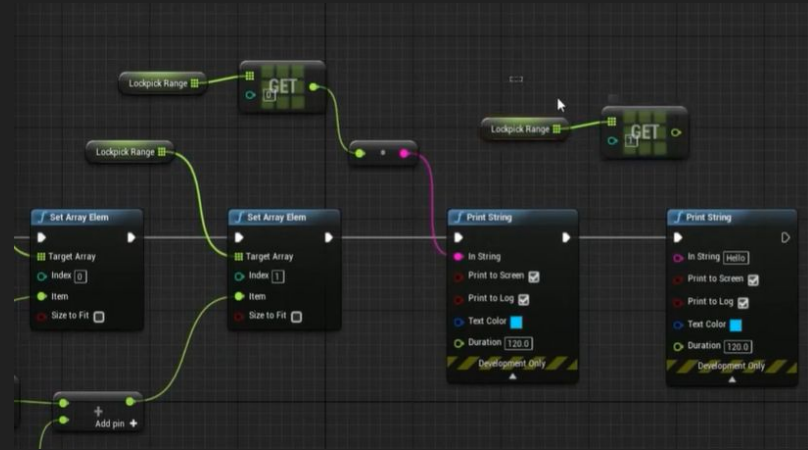 Lockpick Range
GET
0
Lockpick Range
GET
1
Lockpick Range
Set Array Elem
Target Array
Index 0
Item
Size to Fit
Set Array Elem
Target Array
Index 1
Item
Size to Fit
Print String
In String
Print to Screen
Print to Log
Text Color
Duration 120.0
Development Only
Print String
In String Hello
Print to Screen
Print to Log
Text Color
Duration 120.0
Development Only
Add pin